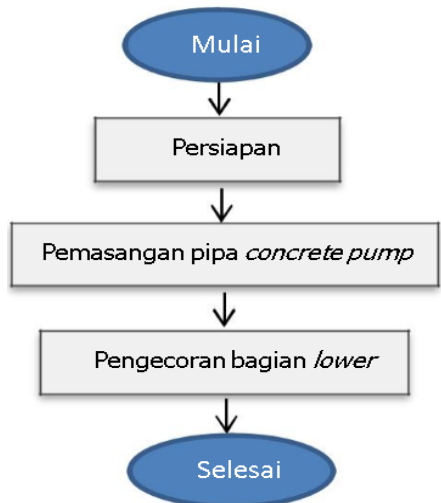 Mulai
Persiapan
Pemasangan pipa concrete pump
Pengecoran bagian lower
Selesai